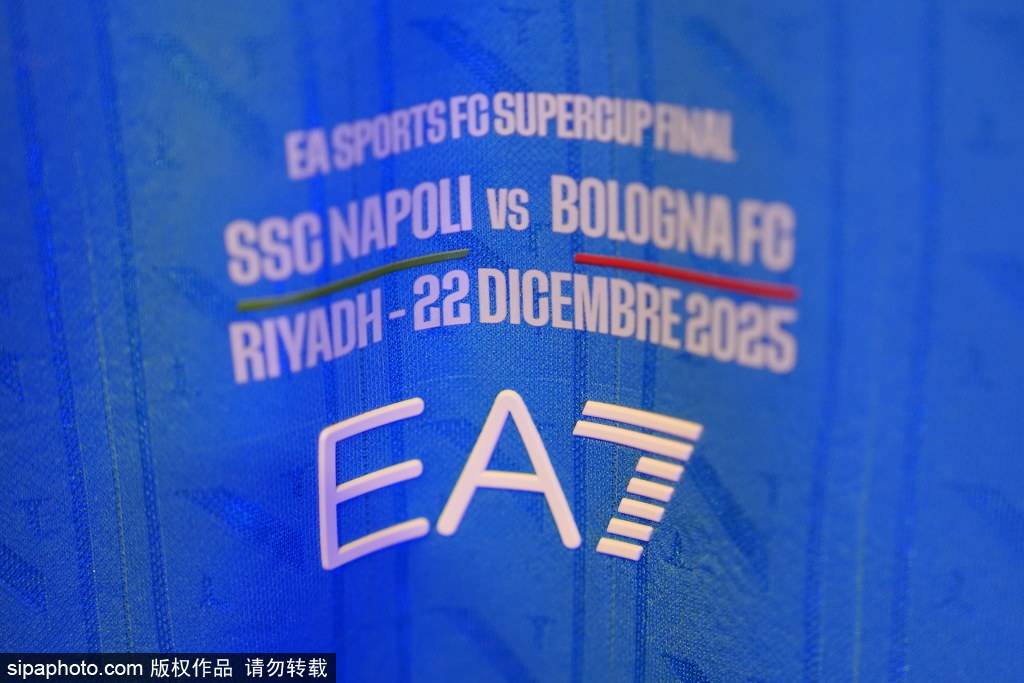 EA SPORTS FC SUPERCUP FINAL
SSC NAPOLI vs BOLOGNA FC
RIYADH - 22 DICEMBRE 2025
EA7
sipaphoto.com 版权作品 请勿转载